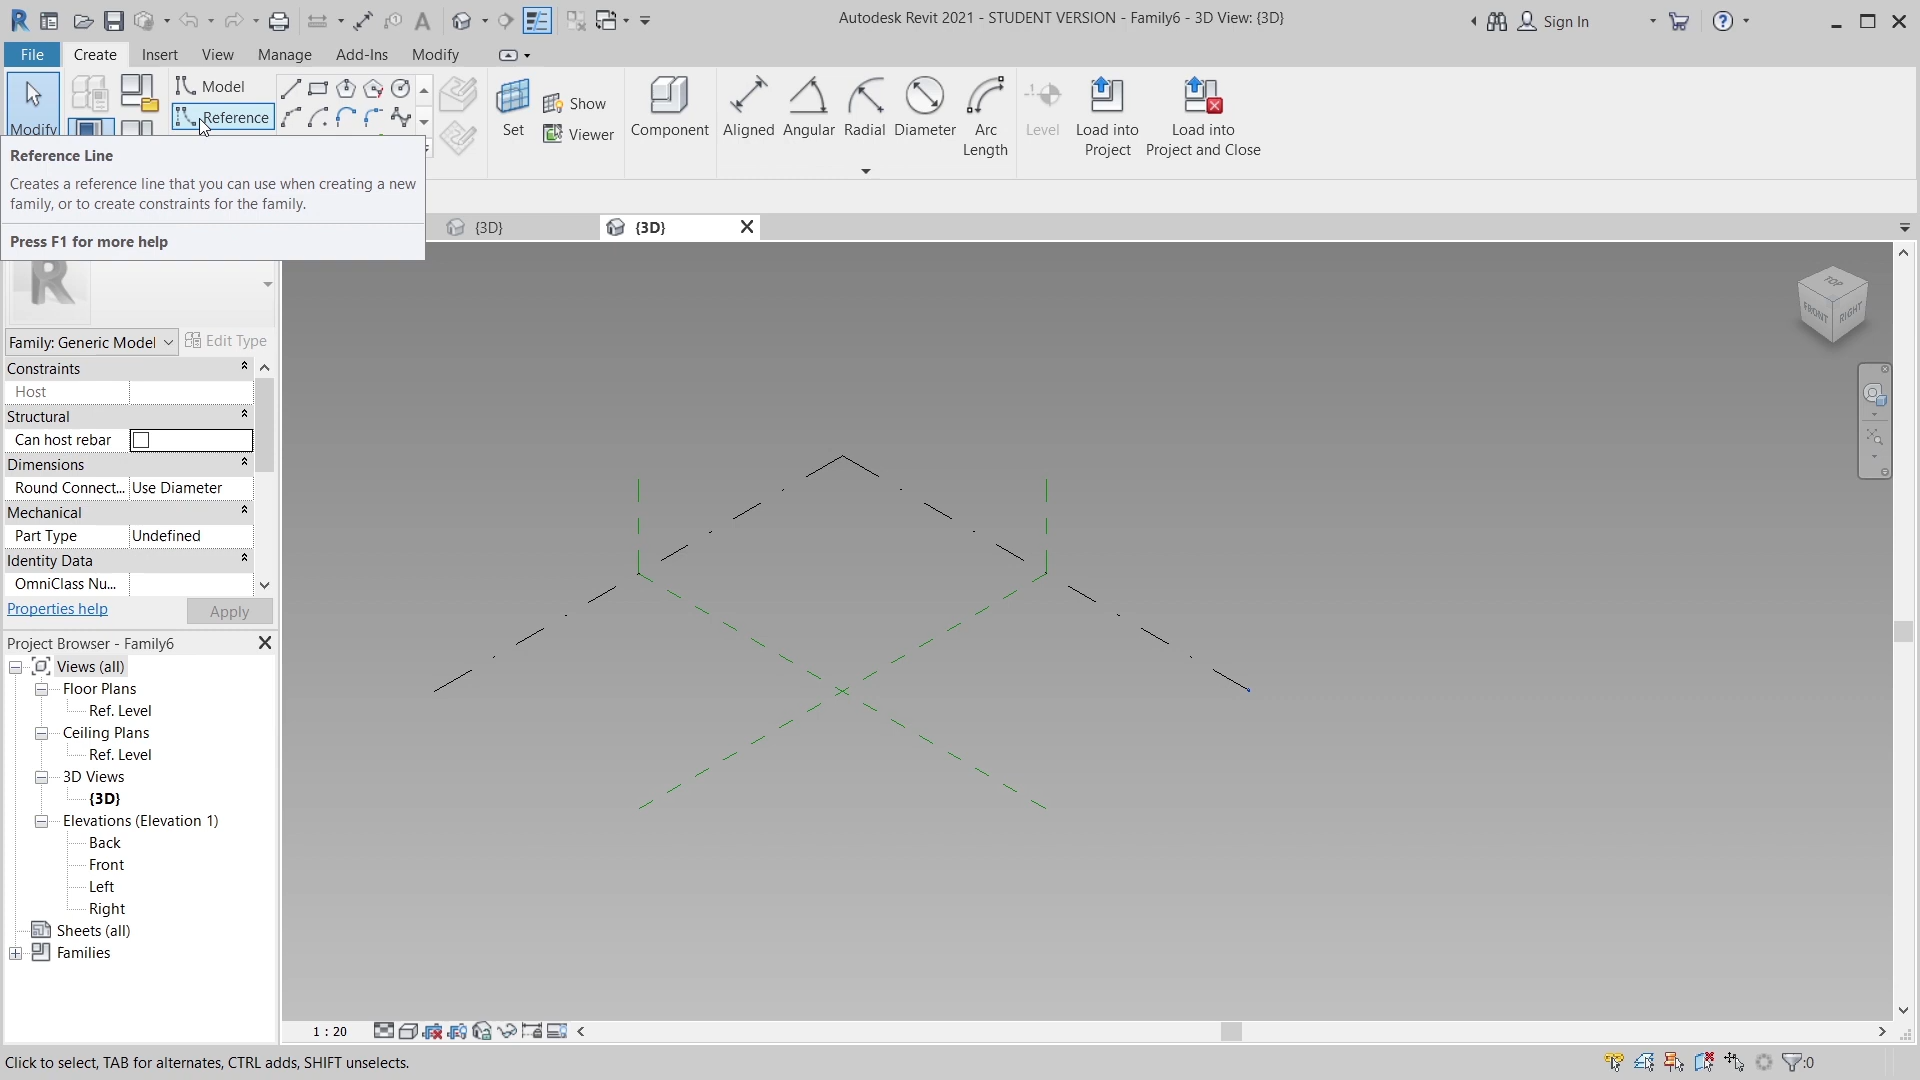 Autodesk Revit 2021 - STUDENT VERSION - Family6 - 3D View: {3D}
Sign In
File
Create
Insert
View
Manage
Add-Ins
Modify
Modify
Model
Reference
Set
Show
Viewer
Component
Aligned
Angular
Radial
Diameter
Arc
Length
Level
Load into
Project
Load into
Project and Close
Reference Line
Creates a reference line that you can use when creating a new
family, or to create constraints for the family.
Press F1 for more help
{3D}
{3D}
TOP
FRONT
RIGHT
Family: Generic Model
Edit Type
Constraints
Host
Structural
Can host rebar
Dimensions
Round Connect...
Use Diameter
Mechanical
Part Type
Undefined
Identity Data
OmniClass Nu...
Properties help
Apply
Project Browser - Family6
Views (all)
Floor Plans
Ref. Level
Ceiling Plans
Ref. Level
3D Views
{3D}
Elevations (Elevation 1)
Back
Front
Left
Right
Sheets (all)
Families
1 : 20
Click to select, TAB for alternates, CTRL adds, SHIFT unselects.
:0